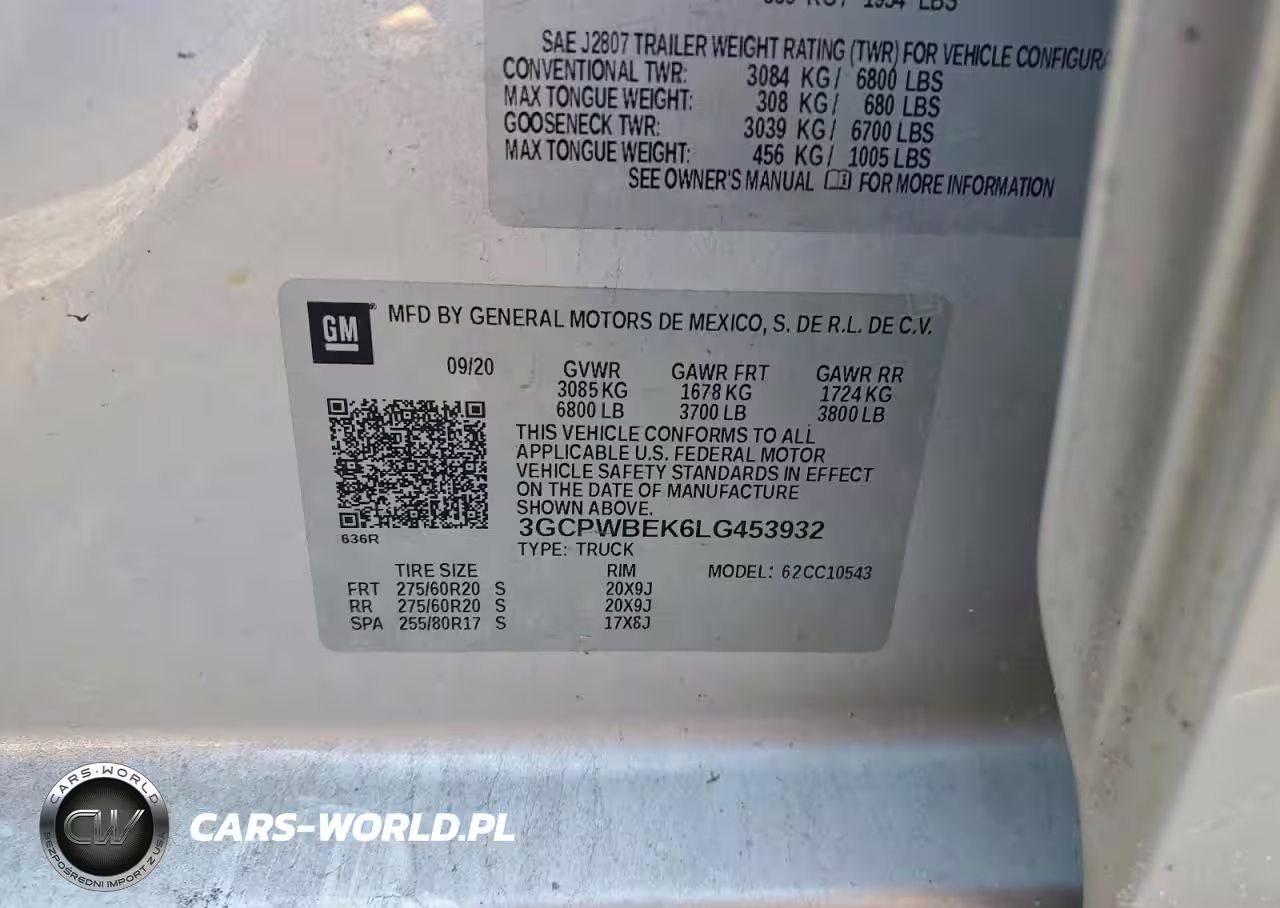 KG / 1954 LBS
SAE J2807 TRAILER WEIGHT RATING (TWR) FOR VEHICLE
CONVENTIONAL TWR: 3084 KG / 6800 LBS
MAX TONGUE WEIGHT: 308 KG / 680 LBS
GOOSENECK TWR: 3039 KG / 6700 LBS
MAX TONGUE WEIGHT: 456 KG / 1005 LBS
SEE OWNER'S MANUAL FOR MORE INFORMATION
GM ® MFD BY GENERAL MOTORS DE MEXICO, S. DE R.L. DE C.V.
09/20 GVWR GAWR FRT GAWR RR
3085 KG 1678 KG 1724 KG
6800 LB 3700 LB 3800 LB
THIS VEHICLE CONFORMS TO ALL
APPLICABLE U.S. FEDERAL MOTOR
VEHICLE SAFETY STANDARDS IN EFFECT
ON THE DATE OF MANUFACTURE
SHOWN ABOVE.
3GCPWBEK6LG453932
636R
TYPE: TRUCK
TIRE SIZE RIM MODEL: 62CC10543
FRT 275/60R20 S 20X9J
RR 275/60R20 S 20X9J
SPA 255/80R17 S 17X8J
CARS-WORLD
CW
BEZPOŚREDNI IMPORT Z USA
CARS-WORLD.PL